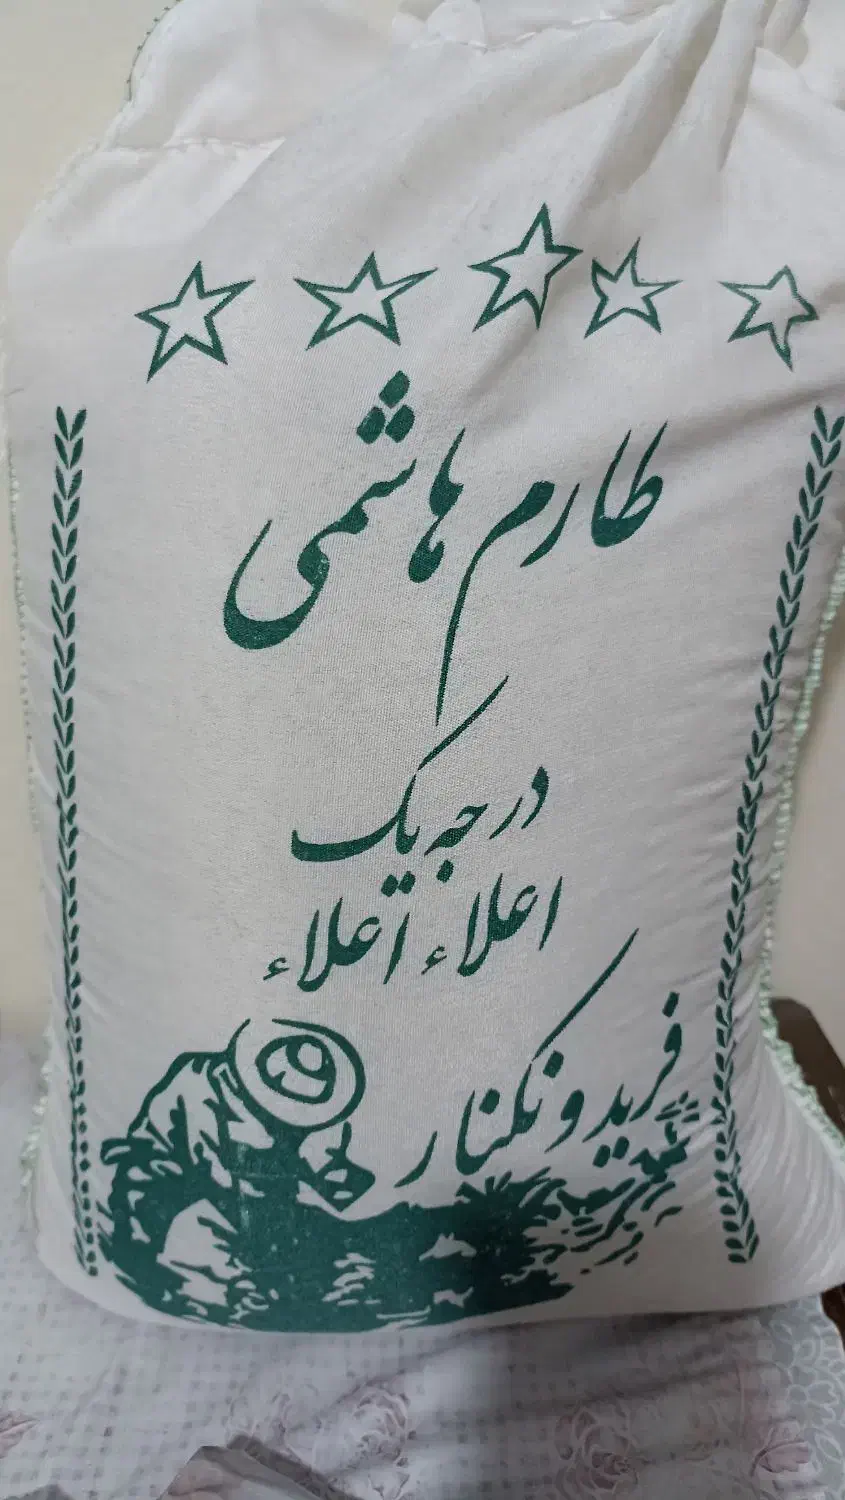 طارم هاشمی
درجه یک
اعلاء اعلاء
فریدونکنار